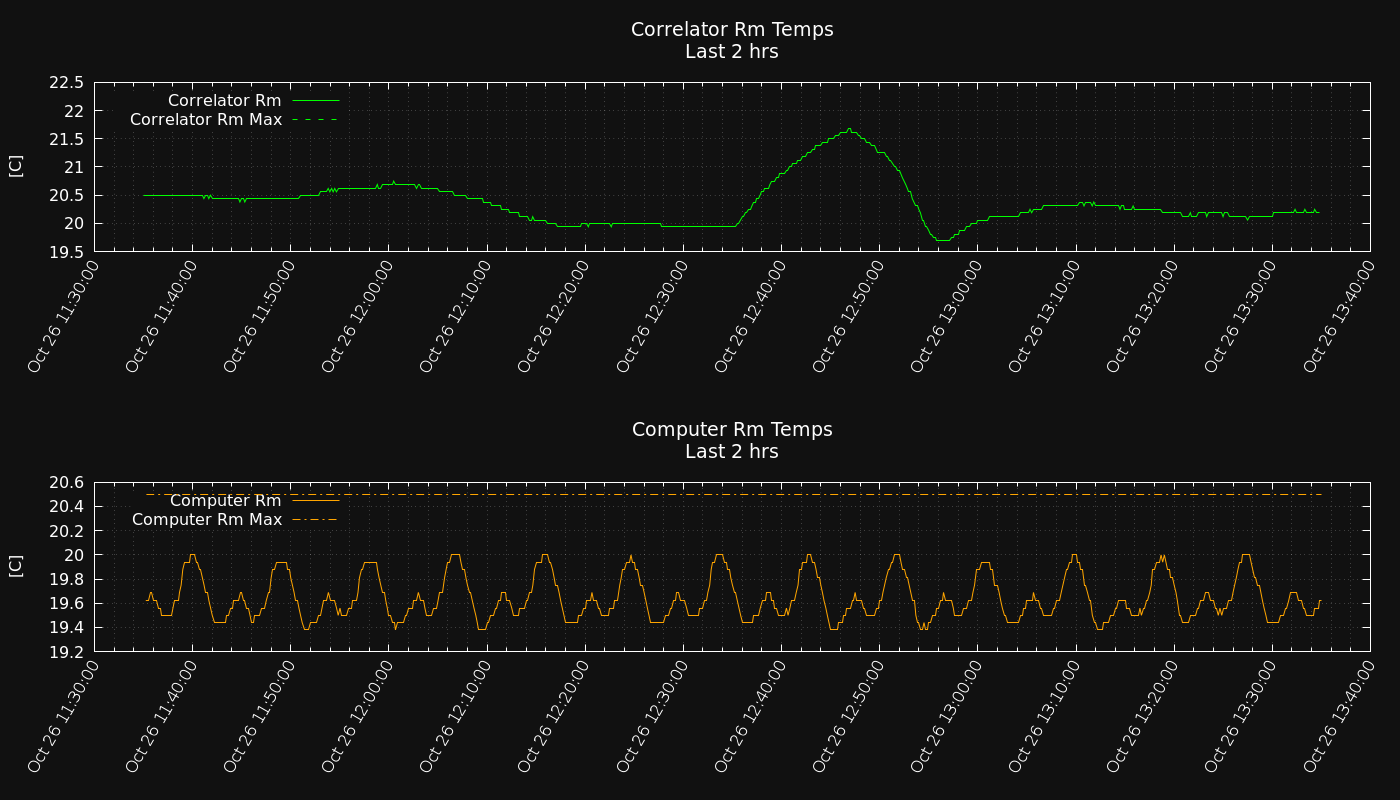 Correlator Rm Temps
Last 2 hrs
22.5
22
21.5
21
20.5
20
19.5
[C]
Correlator Rm
Correlator Rm Max
Oct 26 11:30:00
Oct 26 11:40:00
Oct 26 11:50:00
Oct 26 12:00:00
Oct 26 12:10:00
Oct 26 12:20:00
Oct 26 12:30:00
Oct 26 12:40:00
Oct 26 12:50:00
Oct 26 13:00:00
Oct 26 13:10:00
Oct 26 13:20:00
Oct 26 13:30:00
Oct 26 13:40:00
Computer Rm Temps
Last 2 hrs
20.6
20.4
20.2
20
19.8
19.6
19.4
19.2
[C]
Computer Rm
Computer Rm Max
Oct 26 11:30:00
Oct 26 11:40:00
Oct 26 11:50:00
Oct 26 12:00:00
Oct 26 12:10:00
Oct 26 12:20:00
Oct 26 12:30:00
Oct 26 12:40:00
Oct 26 12:50:00
Oct 26 13:00:00
Oct 26 13:10:00
Oct 26 13:20:00
Oct 26 13:30:00
Oct 26 13:40:00